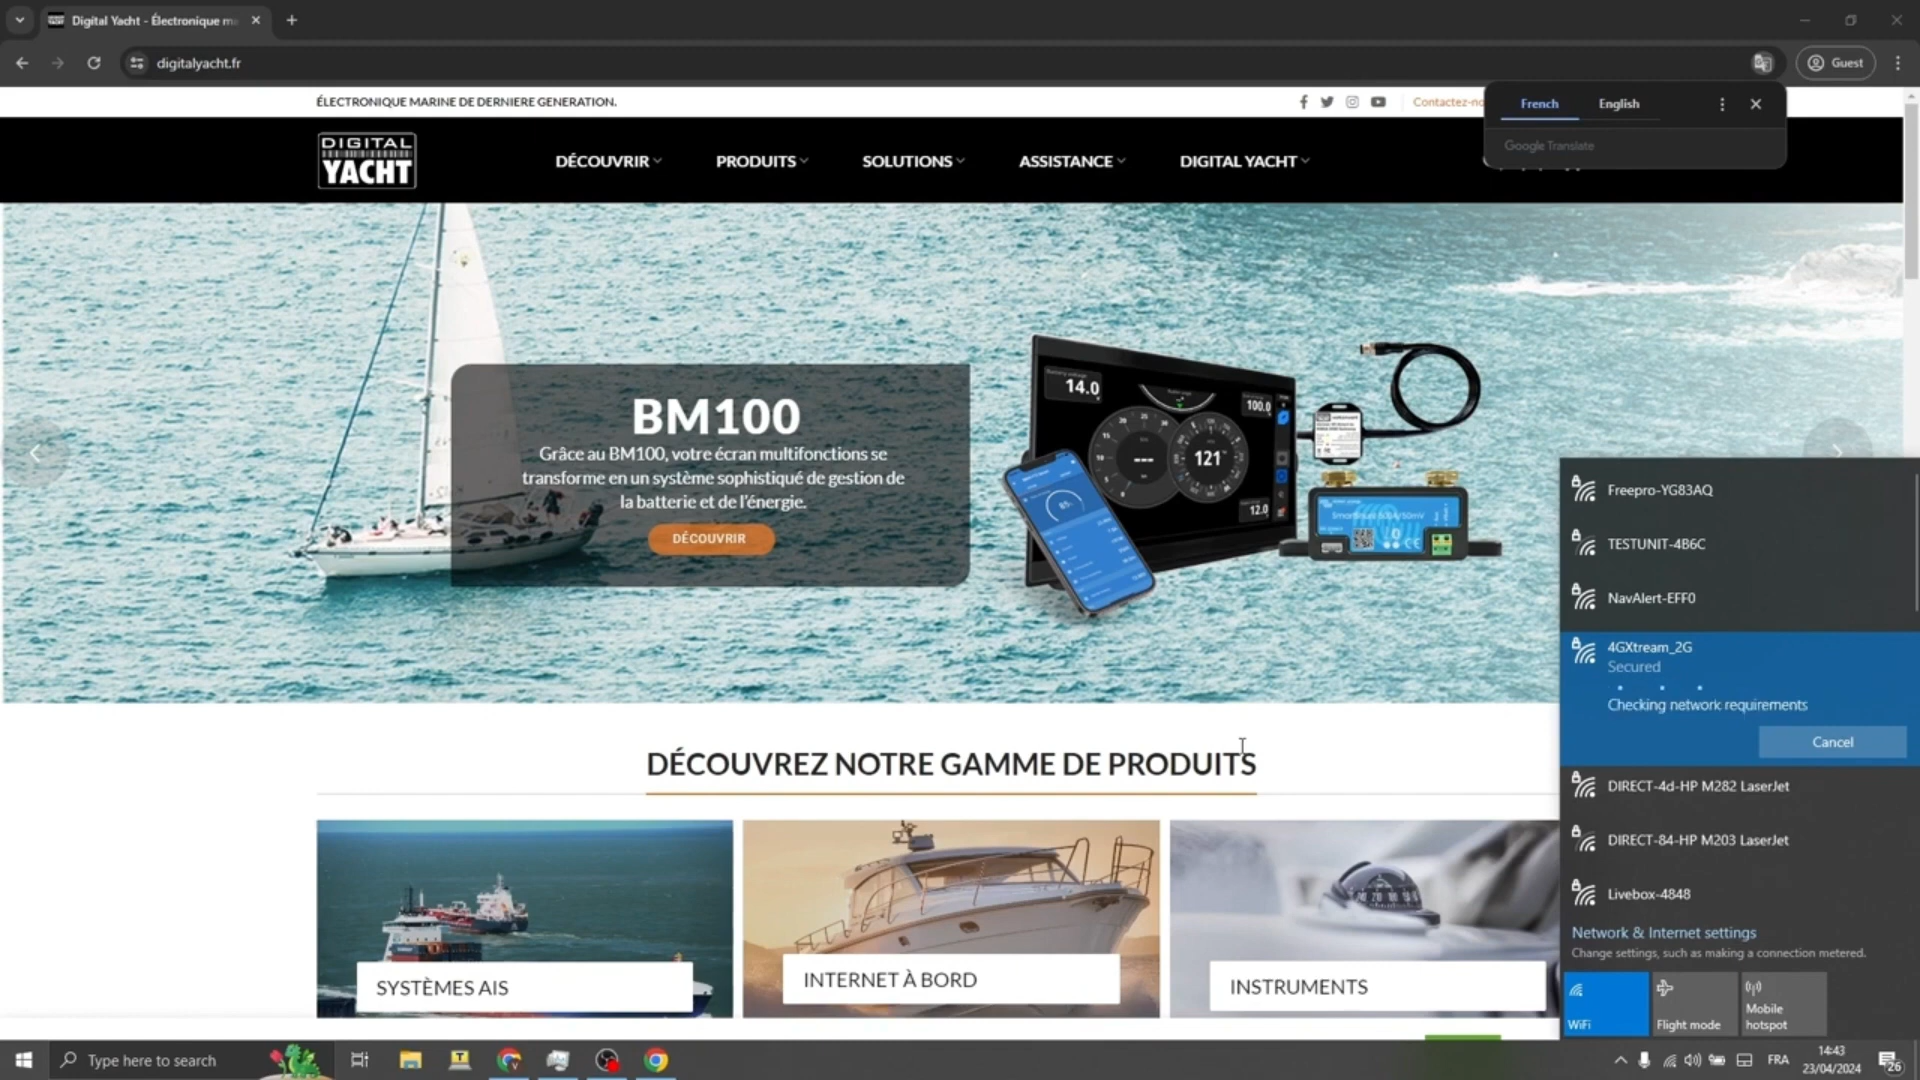 Digital Yacht - Électronique m
digitalyacht.fr
Guest
ÉLECTRONIQUE MARINE DE DERNIERE GENERATION.
Contactez-no
French
English
Google Translate
DIGITAL
YACHT
DÉCOUVRIR
PRODUITS
SOLUTIONS
ASSISTANCE
DIGITAL YACHT
BM100
Grâce au BM100, votre écran multifonctions se
transforme en un système sophistiqué de gestion de
la batterie et de l'énergie.
DÉCOUVRIR
14.0
100.0
121
12.0
Freepro-YG83AQ
TESTUNIT-4B6C
NavAlert-EFF0
4GXtream_2G
Secured
Checking network requirements
Cancel
DIRECT-4d-HP M282 LaserJet
DIRECT-84-HP M203 LaserJet
Livebox-4848
Network & Internet settings
Change settings, such as making a connection metered.
WiFi
Flight mode
Mobile
hotspot
DÉCOUVREZ NOTRE GAMME DE PRODUITS
SYSTÈMES AIS
INTERNET À BORD
INSTRUMENTS
Type here to search
FRA
14:43
23/04/2024
26